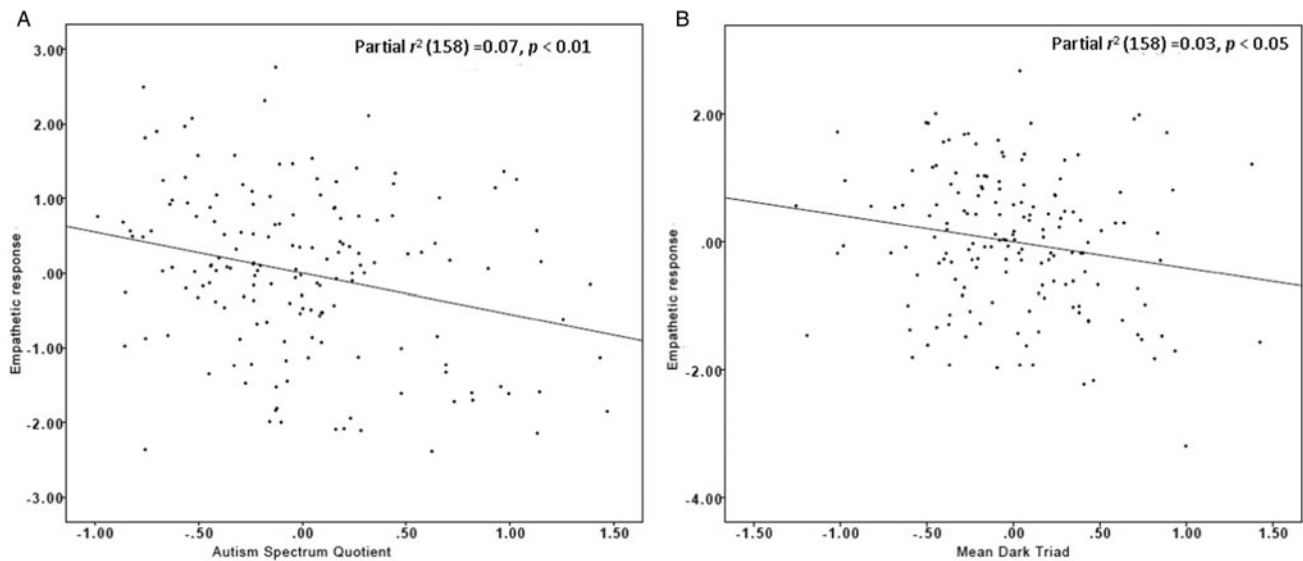 A
Partial r² (158) =0.07, p < 0.01
3.00
2.00
1.00
.00
-1.00
-2.00
-3.00
Empathetic response
-1.00 -.50 .00 .50 1.00 1.50
Autism Spectrum Quotient
B
Partial r² (158) =0.03, p < 0.05
2.00
.00
-2.00
-4.00
Empathetic response
-1.50 -1.00 -.50 .00 .50 1.00 1.50
Mean Dark Triad